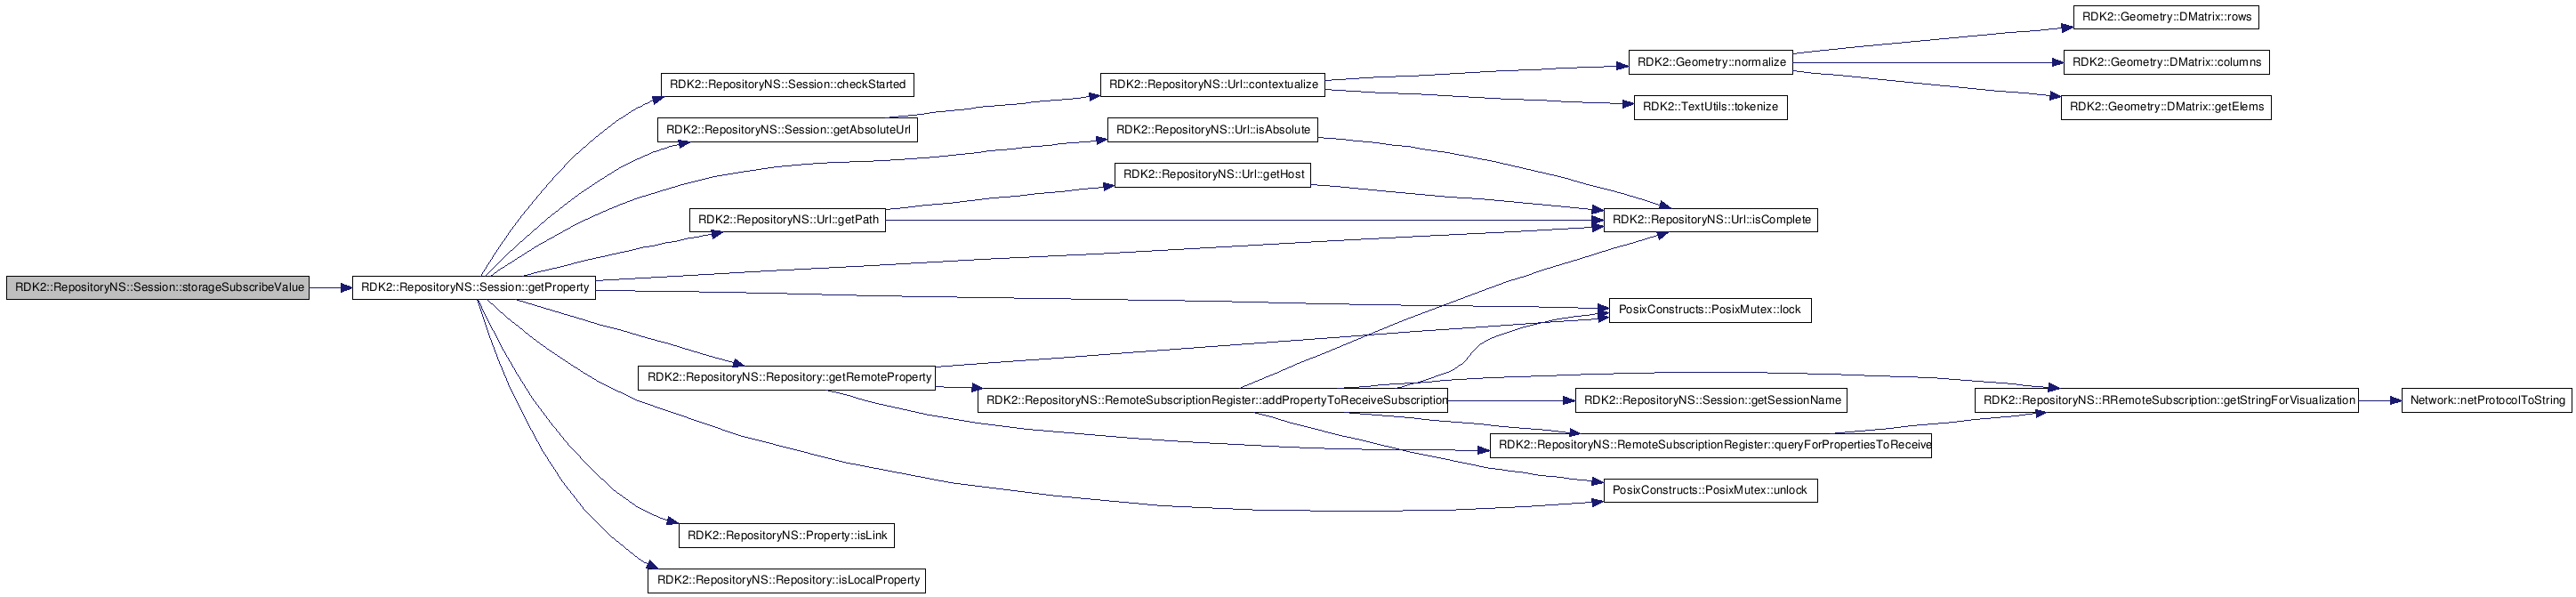 RDK2::Geometry::DMatrix::rows
RDK2::Geometry::normalize
RDK2::Geometry::DMatrix::columns
RDK2::RepositoryNS::Session::checkStarted
RDK2::RepositoryNS::Url::contextualize
RDK2::TextUtils::tokenize
RDK2::Geometry::DMatrix::getElems
RDK2::RepositoryNS::Session::getAbsoluteUrl
RDK2::RepositoryNS::Url::isAbsolute
RDK2::RepositoryNS::Url::getHost
RDK2::RepositoryNS::Url::getPath
RDK2::RepositoryNS::Url::isComplete
RDK2::RepositoryNS::Session::storageSubscribeValue
RDK2::RepositoryNS::Session::getProperty
PosixConstructs::PosixMutex::lock
RDK2::RepositoryNS::Repository::getRemoteProperty
RDK2::RepositoryNS::RemoteSubscriptionRegister::addPropertyToReceiveSubscription
RDK2::RepositoryNS::Session::getSessionName
RDK2::RepositoryNS::RRemoteSubscription::getStringForVisualization
Network::netProtocolToString
RDK2::RepositoryNS::RemoteSubscriptionRegister::queryForPropertiesToReceive
PosixConstructs::PosixMutex::unlock
RDK2::RepositoryNS::Property::isLink
RDK2::RepositoryNS::Repository::isLocalProperty